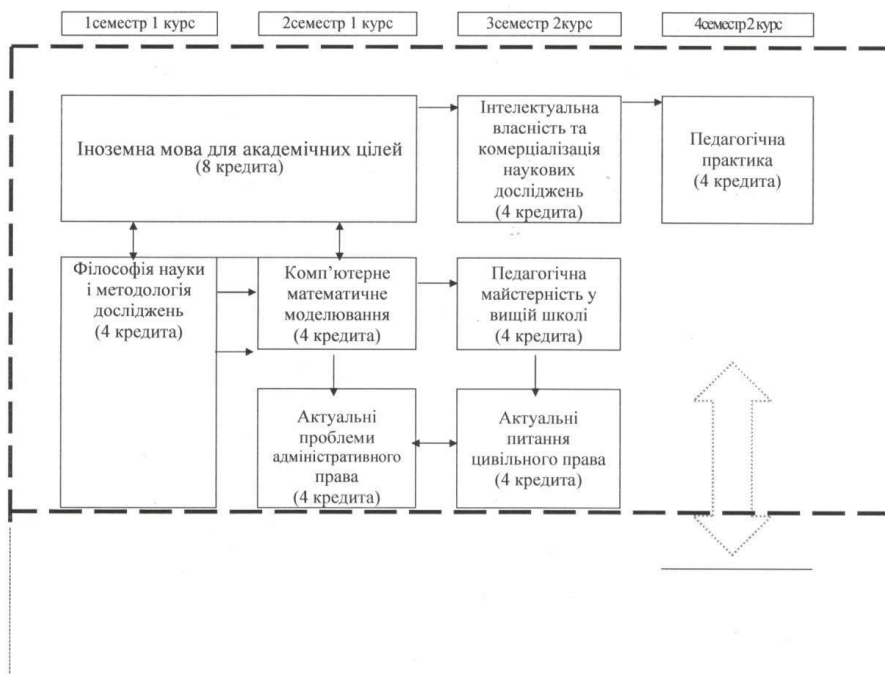 1семестр 1 курс
2семестр 1 курс
3семестр 2курс
4семестр2 курс
Іноземна мова для академічних цілей
(8 кредита)
Інтелектуальна
власність та
комерціалізація
наукових
досліджень
(4 кредита)
Педагогічна
практика
(4 кредита)
Філософія науки
і методологія
досліджень
(4 кредита)
Комп’ютерне
математичне
моделювання
(4 кредита)
Педагогічна
майстерність у
вищій школі
(4 кредита)
Актуальні
проблеми
адміністративного
права
(4 кредита)
Актуальні
питання
цивільного права
(4 кредита)